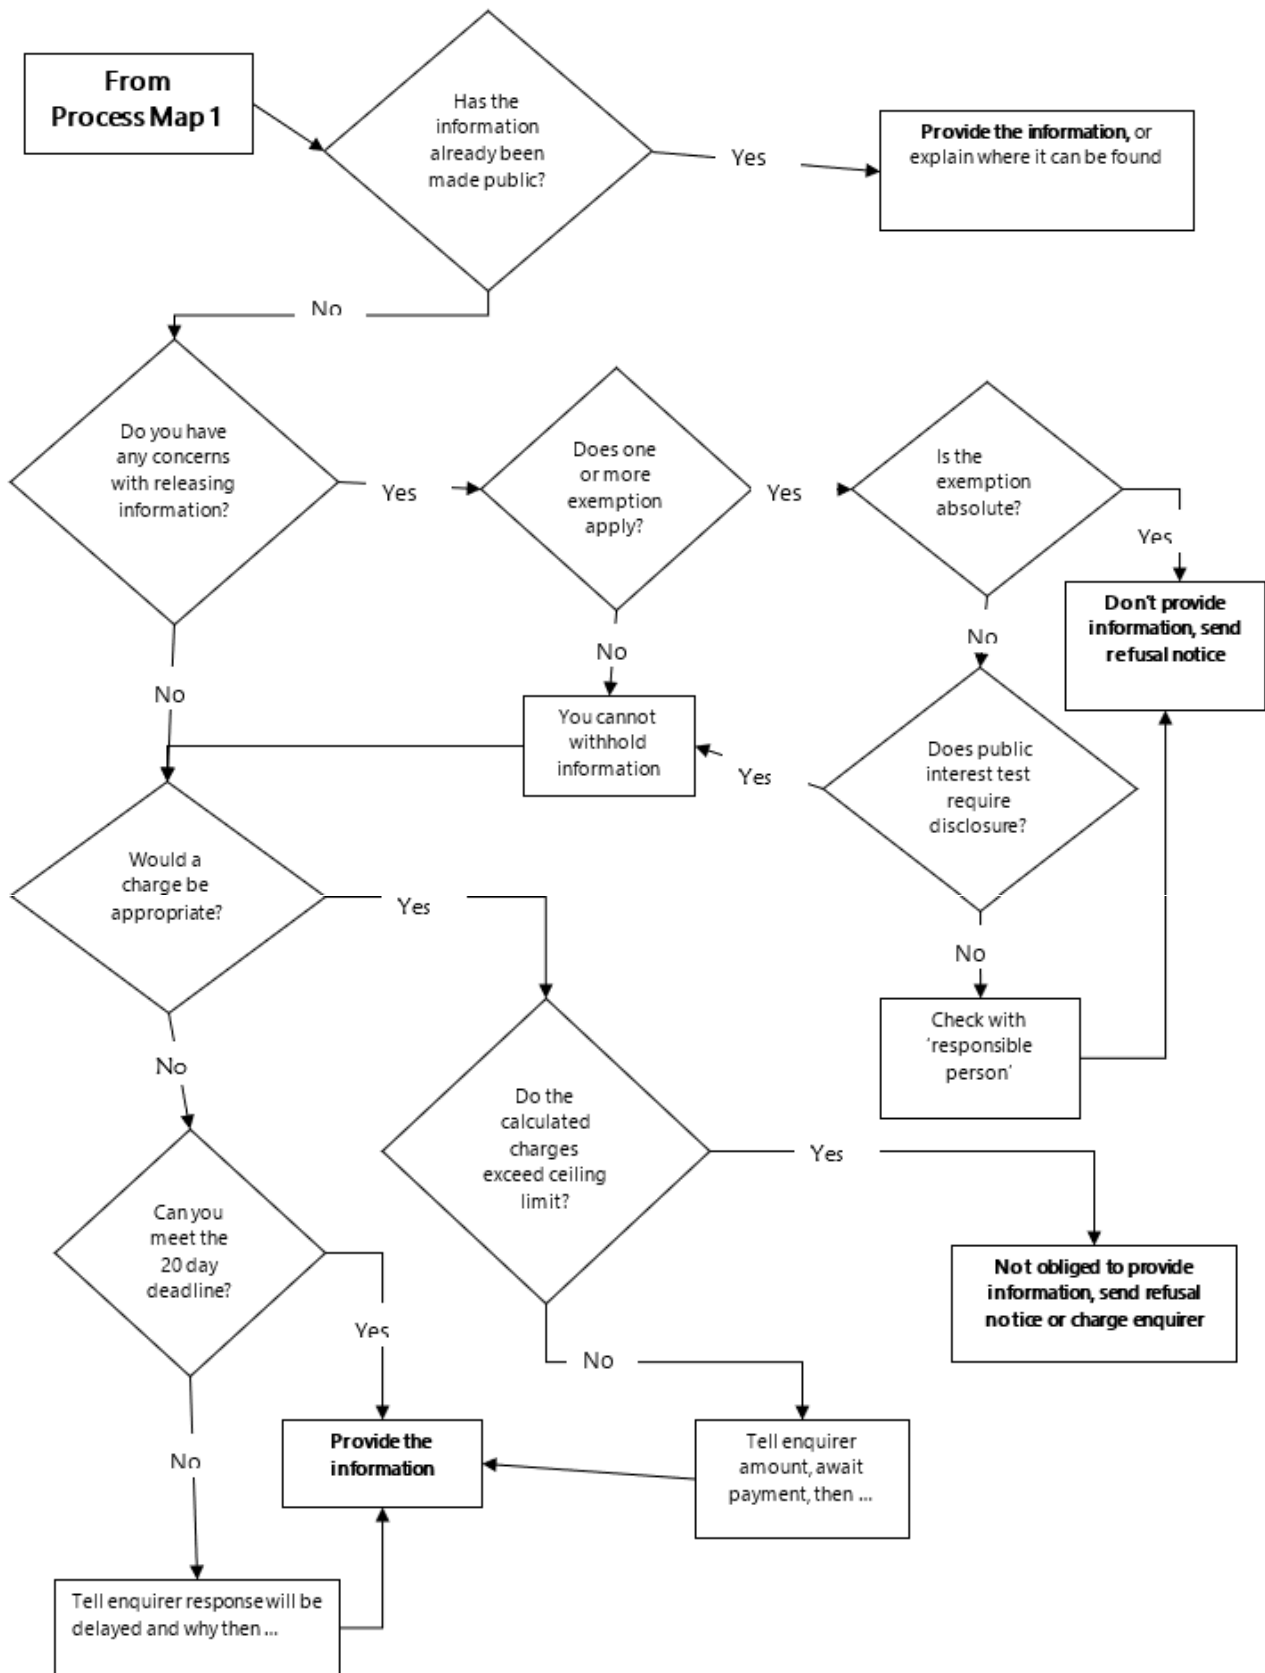 From
Process Map 1
Has the
information
already been
made public?
Yes
Provide the information, or
explain where it can be found
No
Do you have
any concerns
with releasing
information?
Yes
Does one
or more
exemption
apply?
Yes
Is the
exemption
absolute?
Yes
Don't provide
information, send
refusal notice
No
No
No
You cannot
withhold
information
Yes
Does public
interest test
require
disclosure?
Would a
charge be
appropriate?
Yes
No
Check with
‘responsible
person’
No
Do the
calculated
charges
exceed ceiling
limit?
Yes
Can you
meet the
20 day
deadline?
Not obliged to provide
information, send refusal
notice or charge enquirer
Yes
No
No
Provide the
information
Tell enquirer
amount, await
payment, then ...
Tell enquirer response will be
delayed and why then ...